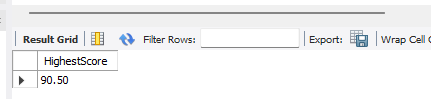 Result Grid Filter Rows: Export: Wrap Cell C
HighestScore
90.50